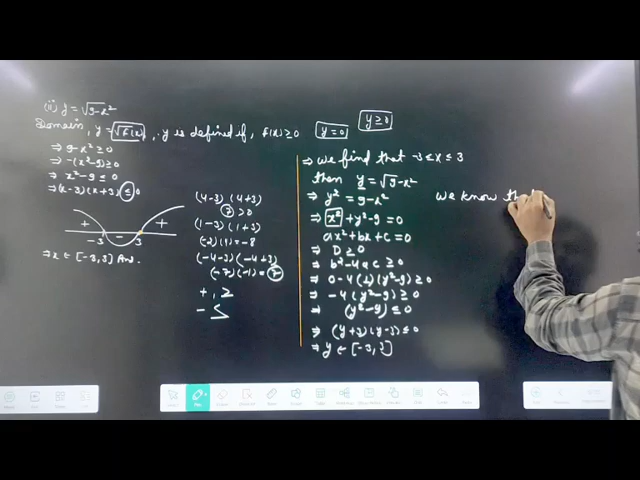 (ii) y = √9-x²
Domain, y = √f(x), ∴ y is defined if, f(x) ≥ 0
y = 0
y ≥ 0
⇒ 9-x² ≥ 0
⇒ -(x²-9) ≥ 0
⇒ x²-9 ≤ 0
⇒ (x-3)(x+3) ≤ 0
+ - +
-3 3
⇒ x ∈ [-3,3] Ans.
(4-3)(4+3)
7 > 0
(1-3)(1+3)
(-2)(4) = -8
(-4-3)(-4+3)
(-7)(-1) = 7
+, ≥
- ≤
⇒ we find that -3 ≤ x ≤ 3
then y = √9-x²
⇒ y² = 9-x²
⇒ x² + y²-9 = 0
ax² + bx + c = 0
⇒ D ≥ 0
⇒ b²-4ac ≥ 0
⇒ 0-4(1)(y²-9) ≥ 0
⇒ -4(y²-9) ≥ 0
⇒ (y²-9) ≤ 0
⇒ (y+3)(y-3) ≤ 0
⇒ y ∈ [-3,3]
we know th